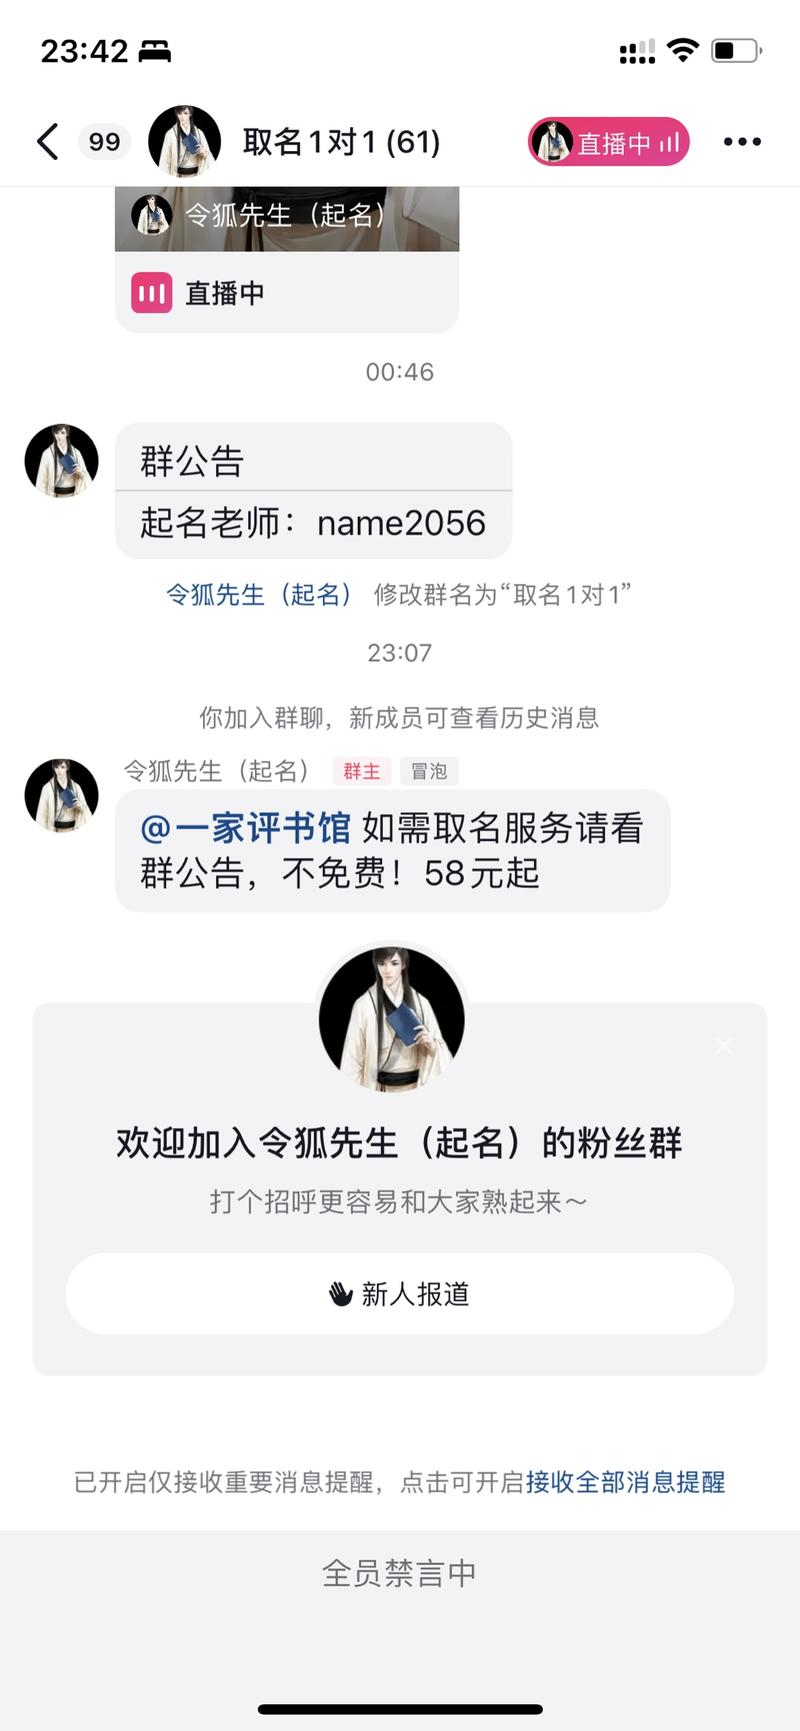 23:42
99
取名1对1(61)
直播中
令狐先生（起名）
直播中
00:46
群公告
起名老师：name2056
令狐先生（起名） 修改群名为“取名1对1”
23:07
你加入群聊，新成员可查看历史消息
令狐先生（起名） 群主 冒泡
@一家评书馆 如需取名服务请看
群公告，不免费！58元起
欢迎加入令狐先生（起名）的粉丝群
打个招呼更容易和大家熟起来～
新人报道
已开启仅接收重要消息提醒，点击可开启接收全部消息提醒
全员禁言中